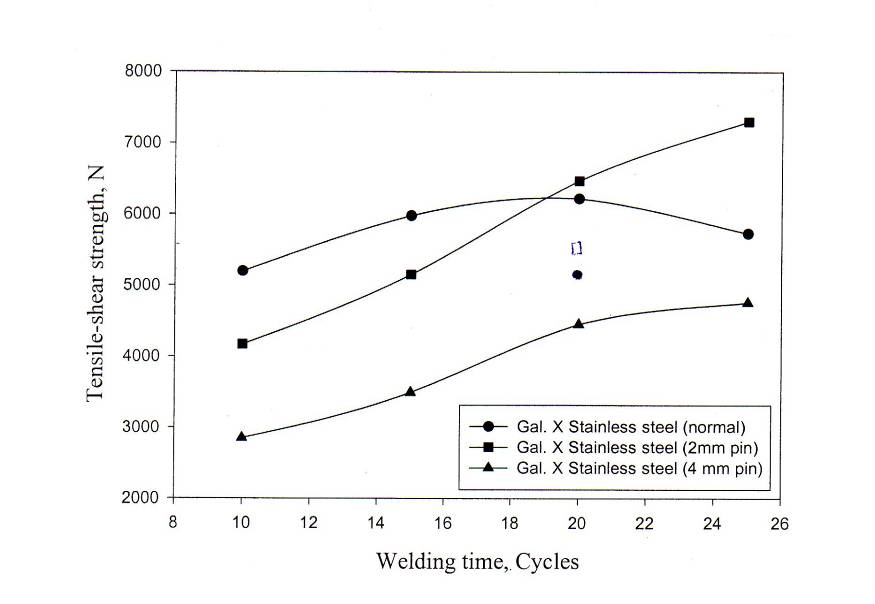 8000
7000
6000
5000
4000
3000
2000
Tensile-shear strength, N
Gal. X Stainless steel (normal)
Gal. X Stainless steel (2mm pin)
Gal. X Stainless steel (4 mm pin)
8 10 12 14 16 18 20 22 24 26
Welding time, Cycles